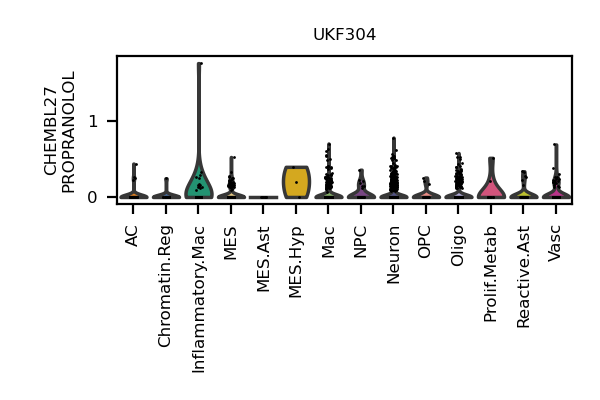 UKF304
CHEMBL27
PROPRANOLOL
1
0
AC
Chromatin.Reg
Inflammatory.Mac
MES
MES.Ast
MES.Hyp
Mac
NPC
Neuron
OPC
Oligo
Prolif.Metab
Reactive.Ast
Vasc